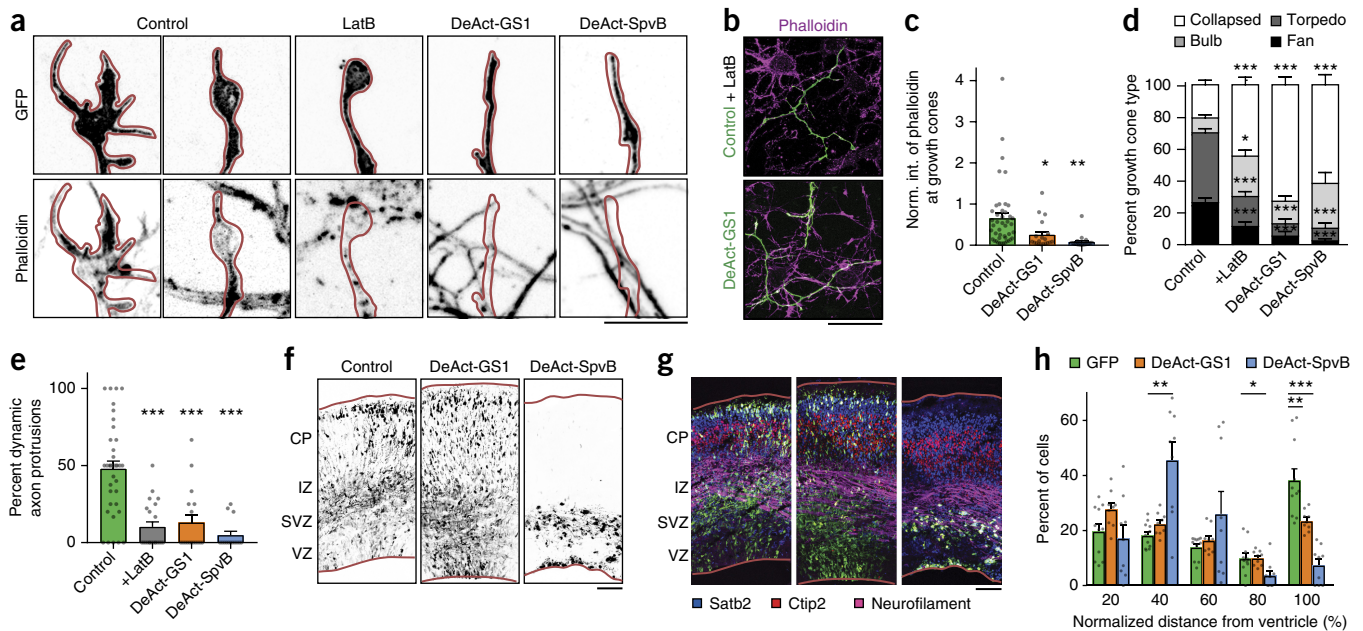 a
Control
LatB
DeAct-GS1
DeAct-SpvB
GFP
Phalloidin
b
Phalloidin
Control + LatB
DeAct-GS1
c
Norm. int. of phalloidin
at growth cones
4
3
2
1
0
* **
Control
DeAct-GS1
DeAct-SpvB
d
Collapsed Torpedo
Bulb Fan
Percent growth cone type
*** *** ***
100
80
60
40
20
0
*
*** *** ***
*** *** ***
Control
+LatB
DeAct-GS1
DeAct-SpvB
e
Percent dynamic
axon protrusions
100
50
0
*** *** ***
Control
+LatB
DeAct-GS1
DeAct-SpvB
f
Control DeAct-GS1 DeAct-SpvB
CP
IZ
SVZ
VZ
g
CP
IZ
SVZ
VZ
Satb2 Ctip2 Neurofilament
h
GFP DeAct-GS1 DeAct-SpvB
Percent of cells
60
40
20
0
** * ***
**
20 40 60 80 100
Normalized distance from ventricle (%)